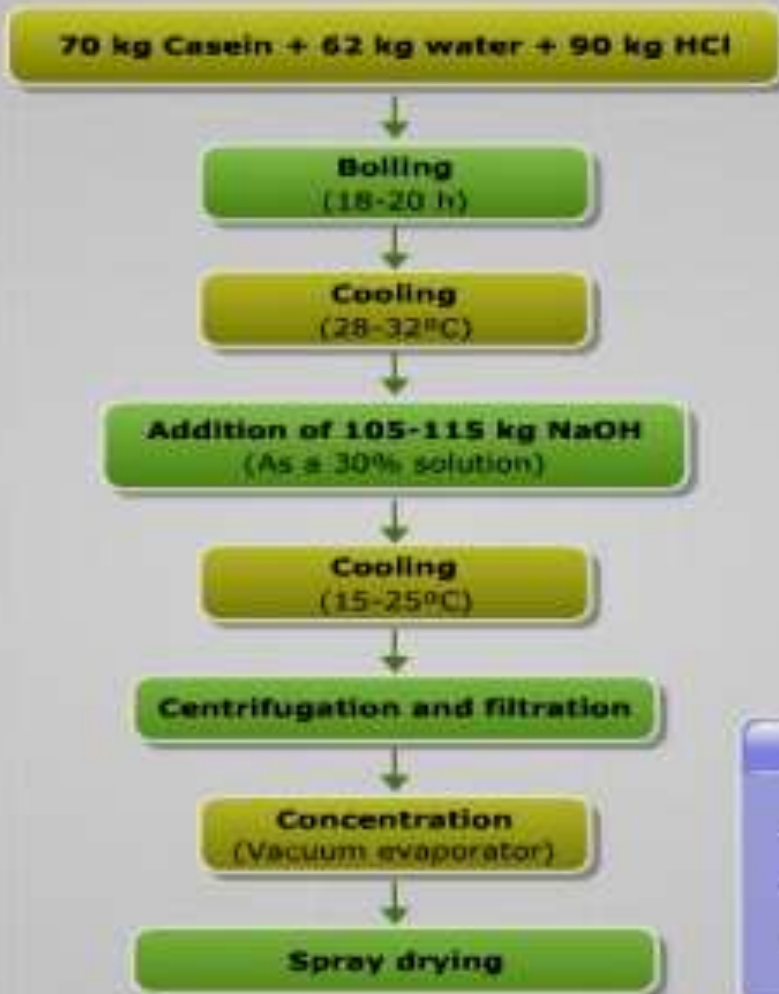 70 kg Casein + 62 kg water + 90 kg HCl
Boiling
(18-20 h)
Cooling
(28-32ºC)
Addition of 105-115 kg NaOH
(As a 30% solution)
Cooling
(15-25ºC)
Centrifugation and filtration
Concentration
(Vacuum evaporator)
Spray drying